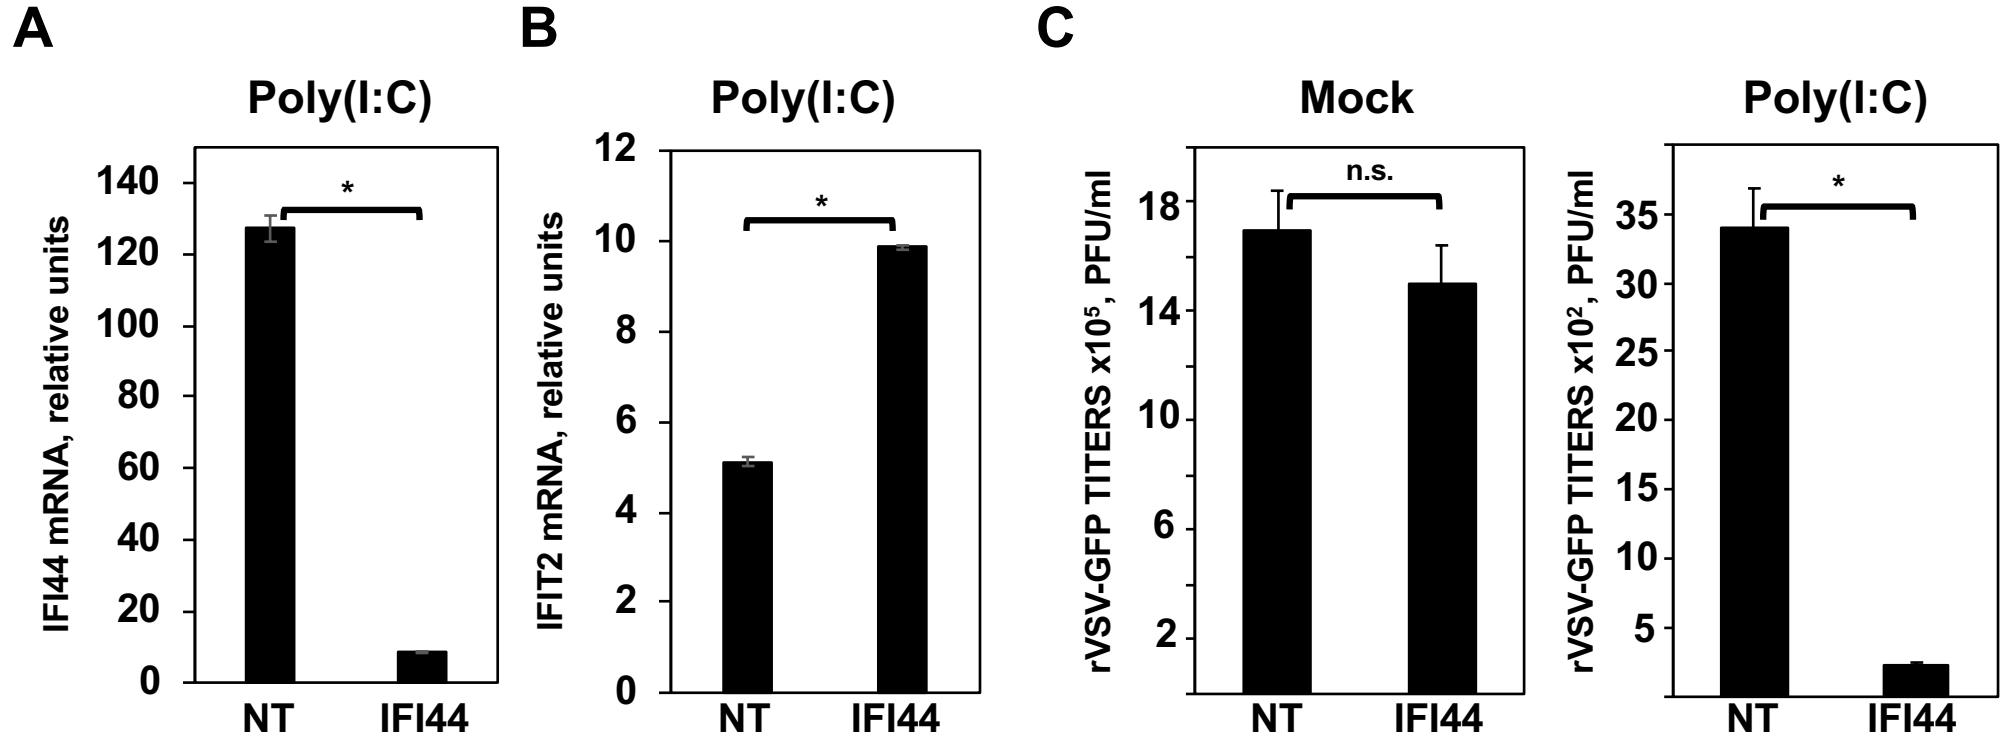 A
Poly(I:C)
IFI44 mRNA, relative units
140
120
100
80
60
40
20
0
*
NT
IFI44
B
Poly(I:C)
IFIT2 mRNA, relative units
12
10
8
6
4
2
0
*
NT
IFI44
C
Mock
rVSV-GFP TITERS x10⁵, PFU/ml
18
14
10
6
2
n.s.
NT
IFI44
Poly(I:C)
rVSV-GFP TITERS x10², PFU/ml
35
30
25
20
15
10
5
*
NT
IFI44